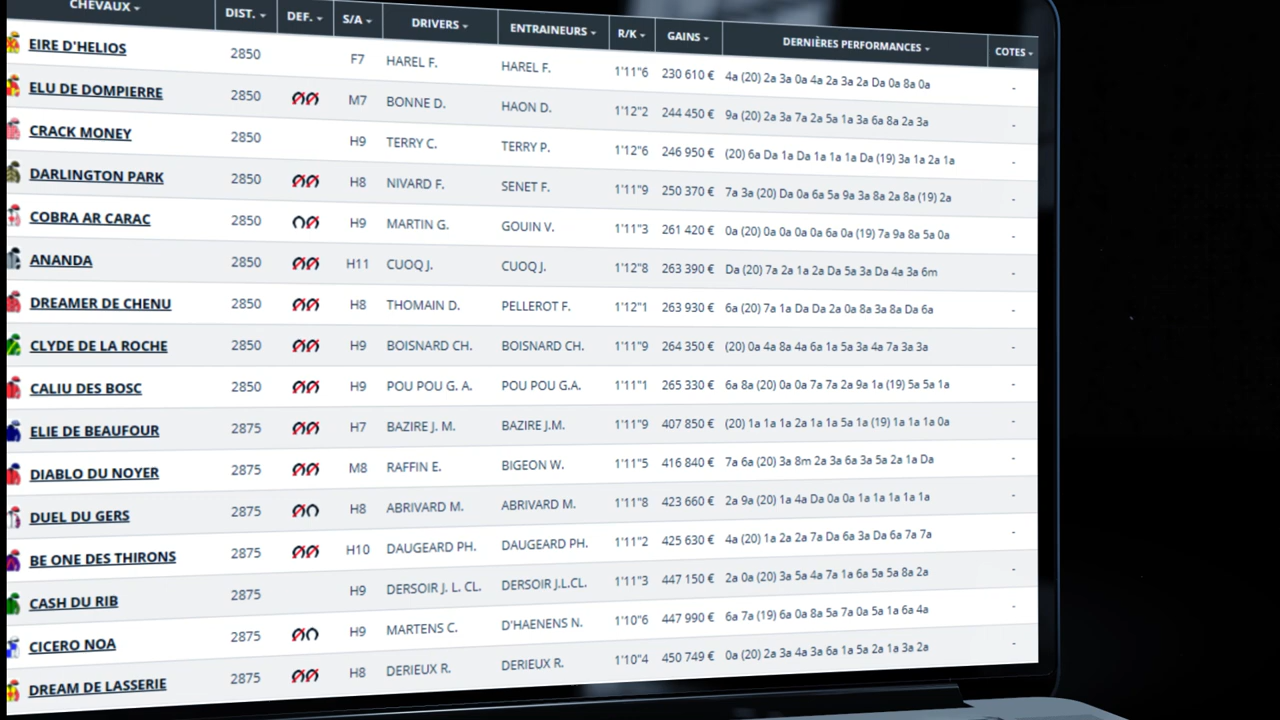 CHEVAUX DIST. DEF. S/A DRIVERS ENTRAINEURS R/K GAINS DERNIÈRES PERFORMANCES COTES
EIRE D'HELIOS 2850 F7 HAREL F. HAREL F. 1'11"6 230 610 € 4a (20) 2a 3a 0a 4a 2a 3a 2a Da 0a 8a 0a -
ELU DE DOMPIERRE 2850 M7 BONNE D. HAON D. 1'12"2 244 450 € 9a (20) 2a 3a 7a 2a 5a 1a 3a 6a 8a 2a 3a -
CRACK MONEY 2850 H9 TERRY C. TERRY P. 1'12"6 246 950 € (20) 6a Da 1a Da 1a 1a 1a Da (19) 3a 1a 2a 1a -
DARLINGTON PARK 2850 H8 NIVARD F. SENET F. 1'11"9 250 370 € 7a 3a (20) Da 0a 6a 5a 9a 3a 8a 2a 8a (19) 2a -
COBRA AR CARAC 2850 H9 MARTIN G. GOUIN V. 1'11"3 261 420 € 0a (20) 0a 0a 0a 0a 6a 0a (19) 7a 9a 8a 5a 0a -
ANANDA 2850 H11 CUOQ J. CUOQ J. 1'12"8 263 390 € Da (20) 7a 2a 1a 2a Da 5a 3a Da 4a 3a 6m -
DREAMER DE CHENU 2850 H8 THOMAIN D. PELLEROT F. 1'12"1 263 930 € 6a (20) 7a 1a Da Da 2a 0a 8a 3a 8a Da 6a -
CLYDE DE LA ROCHE 2850 H9 BOISNARD CH. BOISNARD CH. 1'11"9 264 350 € (20) 0a 4a 8a 4a 6a 1a 5a 3a 4a 7a 3a 3a -
CALIU DES BOSC 2850 H9 POU POU G. A. POU POU G.A. 1'11"1 265 330 € 6a 8a (20) 0a 0a 7a 7a 2a 9a 1a (19) 5a 5a 1a -
ELIE DE BEAUFOUR 2875 H7 BAZIRE J. M. BAZIRE J.M. 1'11"9 407 850 € (20) 1a 1a 1a 2a 1a 1a 5a 1a (19) 1a 1a 1a 0a -
DIABLO DU NOYER 2875 M8 RAFFIN E. BIGEON W. 1'11"5 416 840 € 7a 6a (20) 3a 8m 2a 3a 6a 3a 5a 2a 1a Da -
DUEL DU GERS 2875 H8 ABRIVARD M. ABRIVARD M. 1'11"8 423 660 € 2a 9a (20) 1a 4a Da 0a 0a 1a 1a 1a 1a 1a -
BE ONE DES THIRONS 2875 H10 DAUGEARD PH. DAUGEARD PH. 1'11"2 425 630 € 4a (20) 1a 2a 2a 7a Da 6a 3a Da 6a 7a 7a -
CASH DU RIB 2875 H9 DERSOIR J. L. CL. DERSOIR J.L.CL. 1'11"3 447 150 € 2a 0a (20) 3a 5a 4a 7a 1a 6a 5a 5a 8a 2a -
CICERO NOA 2875 H9 MARTENS C. D'HAENENS N. 1'10"6 447 990 € 6a 7a (19) 6a 0a 8a 5a 7a 0a 5a 1a 6a 4a -
DREAM DE LASSERIE 2875 H8 DERIEUX R. DERIEUX R. 1'10"4 450 749 € 0a (20) 2a 3a 4a 3a 6a 1a 5a 2a 1a 3a 2a -